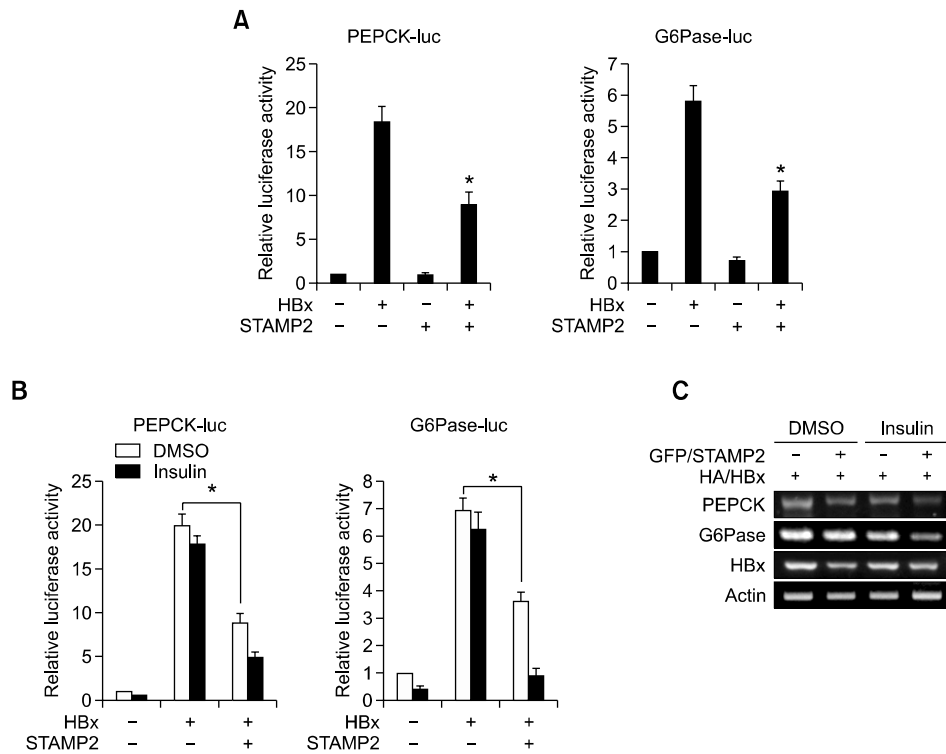 A
PEPCK-luc
Relative luciferase activity
25
20
15
10
5
0
*
HBx - + - +
STAMP2 - - + +
G6Pase-luc
Relative luciferase activity
7
6
5
4
3
2
1
0
*
HBx - + - +
STAMP2 - - + +
B
PEPCK-luc
DMSO
Insulin
Relative luciferase activity
25
20
15
10
5
0
*
HBx - + +
STAMP2 - - +
G6Pase-luc
Relative luciferase activity
8
7
6
5
4
3
2
1
0
*
HBx - + +
STAMP2 - - +
C
DMSO Insulin
GFP/STAMP2 - + - +
HA/HBx + + + +
PEPCK
G6Pase
HBx
Actin